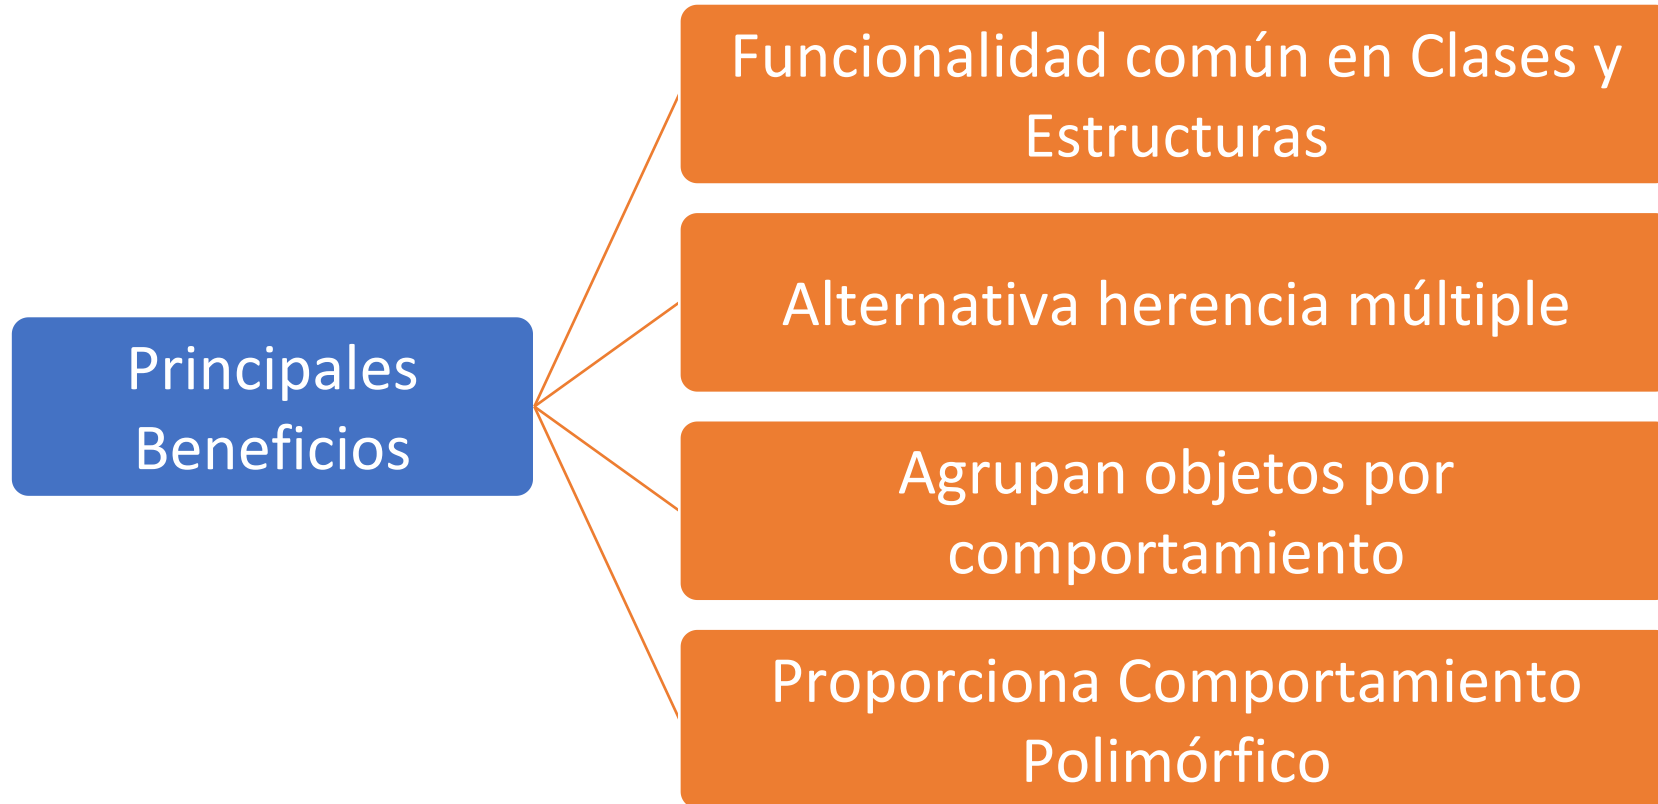 Principales
Beneficios
Funcionalidad común en Clases y
Estructuras
Alternativa herencia múltiple
Agrupan objetos por
comportamiento
Proporciona Comportamiento
Polimórfico